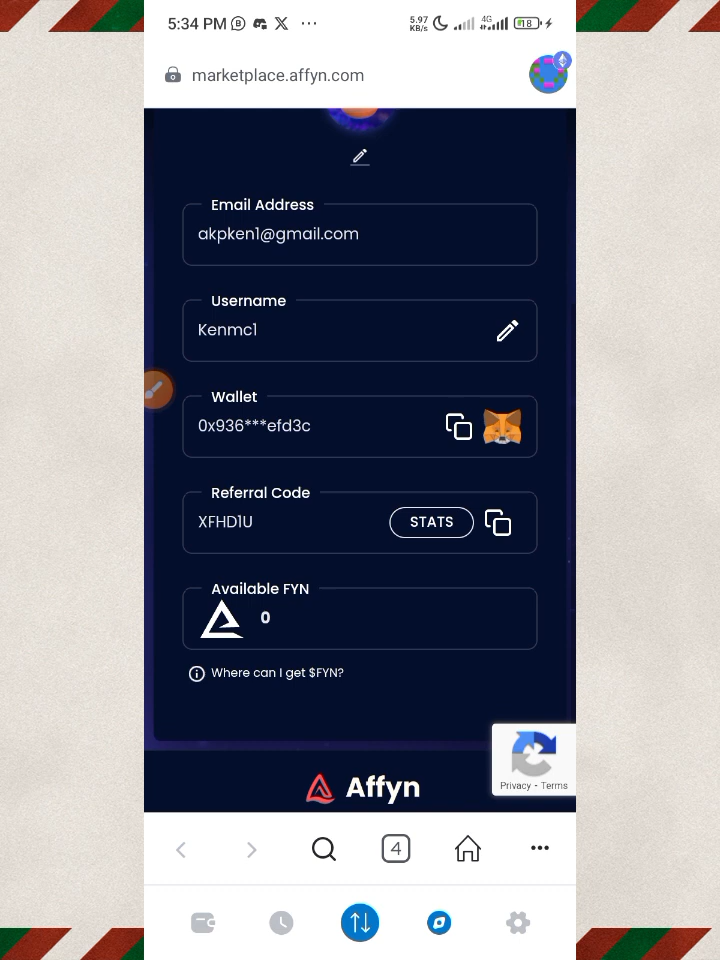 5:34 PM
5.97 KB/s
4G
18
marketplace.affyn.com
Email Address
akpken1@gmail.com
Username
Kenmc1
Wallet
0x936***efd3c
Referral Code
XFHD1U
STATS
Available FYN
0
Where can I get $FYN?
Privacy - Terms
Affyn
4